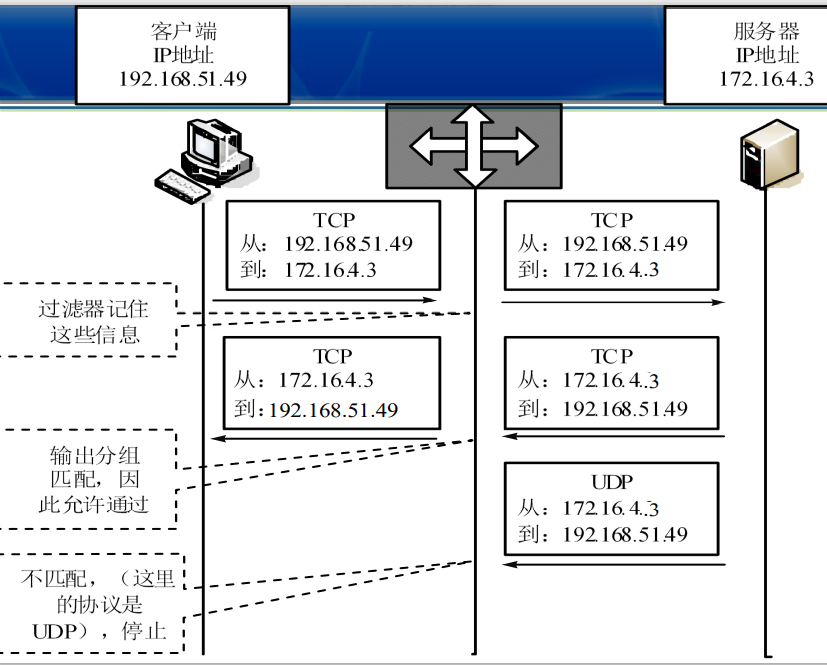 客户端
IP地址
192.168.51.49
服务器
IP地址
172.16.4.3
TCP
从：192.168.51.49
到：172.16.4.3
TCP
从：192.168.51.49
到：172.16.4..3
过滤器记住
这些信息
TCP
从：172.16.4.3
到：192.168.51.49
TCP
从：172.16.4..3
到：192.168.51.49
输出分组
匹配，因
此允许通过
UDP
从：172.16.4..3
到：192.168.51.49
不匹配，（这里
的协议是
UDP），停止